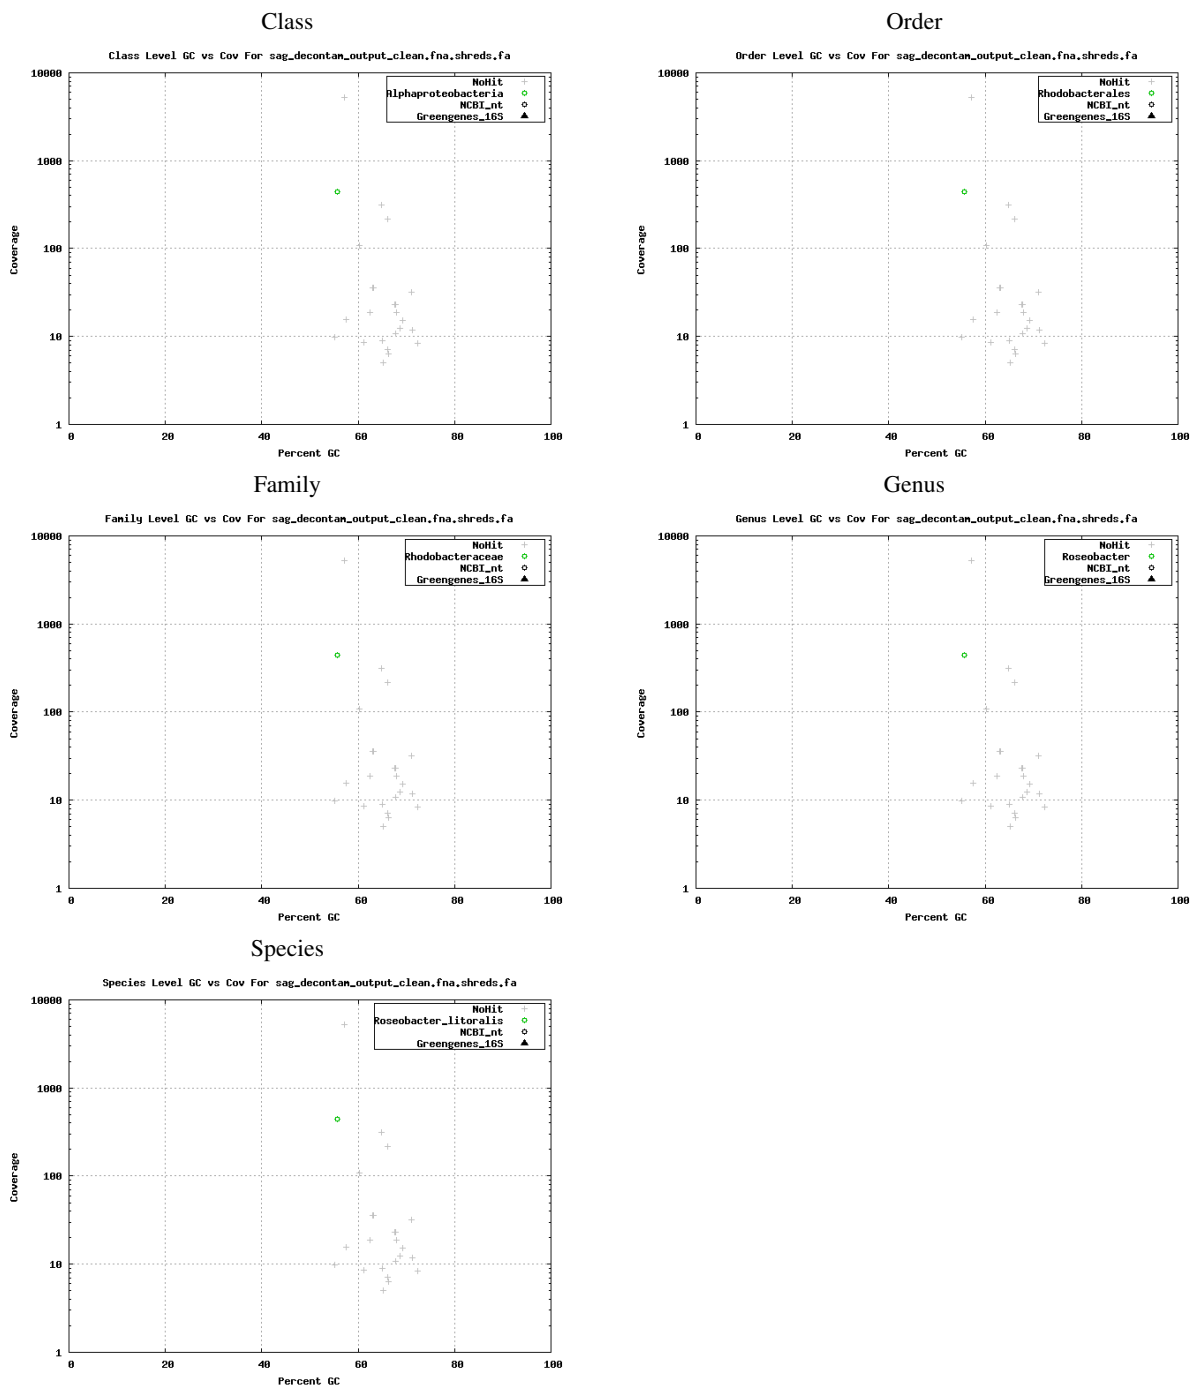 Class
Order
Class Level GC vs Cov For sag_decontam_output_clean.fna.shreds.fa
10000
1000
100
10
1
Coverage
NoHit
Alphaproteobacteria
NCBI_nt
Greengenes_16S
0 20 40 60 80 100
Percent GC
Order Level GC vs Cov For sag_decontam_output_clean.fna.shreds.fa
10000
1000
100
10
1
Coverage
NoHit
Rhodobacterales
NCBI_nt
Greengenes_16S
0 20 40 60 80 100
Percent GC
Family
Genus
Family Level GC vs Cov For sag_decontam_output_clean.fna.shreds.fa
10000
1000
100
10
1
Coverage
NoHit
Rhodobacteraceae
NCBI_nt
Greengenes_16S
0 20 40 60 80 100
Percent GC
Genus Level GC vs Cov For sag_decontam_output_clean.fna.shreds.fa
10000
1000
100
10
1
Coverage
NoHit
Roseobacter
NCBI_nt
Greengenes_16S
0 20 40 60 80 100
Percent GC
Species
Species Level GC vs Cov For sag_decontam_output_clean.fna.shreds.fa
10000
1000
100
10
1
Coverage
NoHit
Roseobacter_litoralis
NCBI_nt
Greengenes_16S
0 20 40 60 80 100
Percent GC